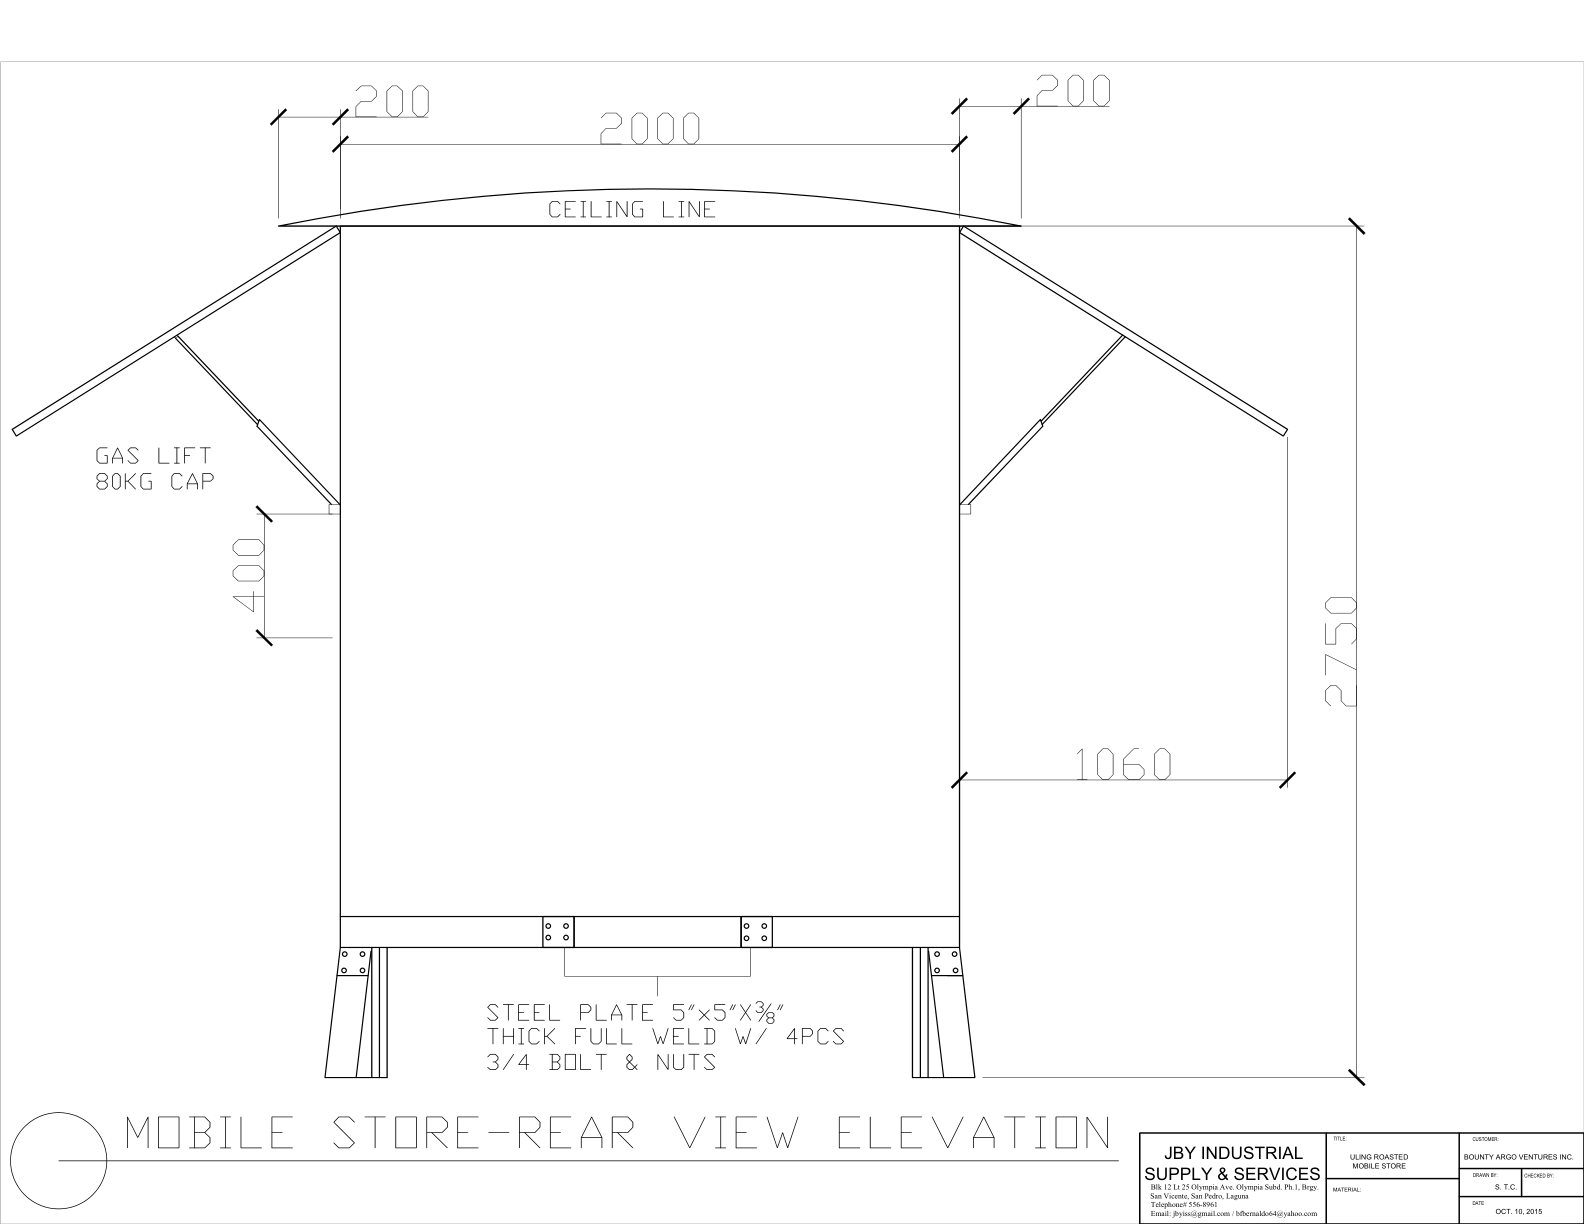 200
2000
200
CEILING LINE
GAS LIFT
80KG CAP
400
2750
1060
STEEL PLATE 5"x5"X3/8"
THICK FULL WELD W/ 4PCS
3/4 BOLT & NUTS
MOBILE STORE-REAR VIEW ELEVATION
JBY INDUSTRIAL
SUPPLY & SERVICES
Blk 12 Lt 25 Olympia Ave. Olympia Subd. Ph.1, Brgy.
San Vicente, San Pedro, Laguna
Telephone# 556-8961
Email: jbyiss@gmail.com / bfbernaldo64@yahoo.com
TITLE:
ULING ROASTED
MOBILE STORE
MATERIAL:
CUSTOMER:
BOUNTY ARGO VENTURES INC.
DRAWN BY:
S. T.C.
CHECKED BY:
DATE
OCT. 10, 2015